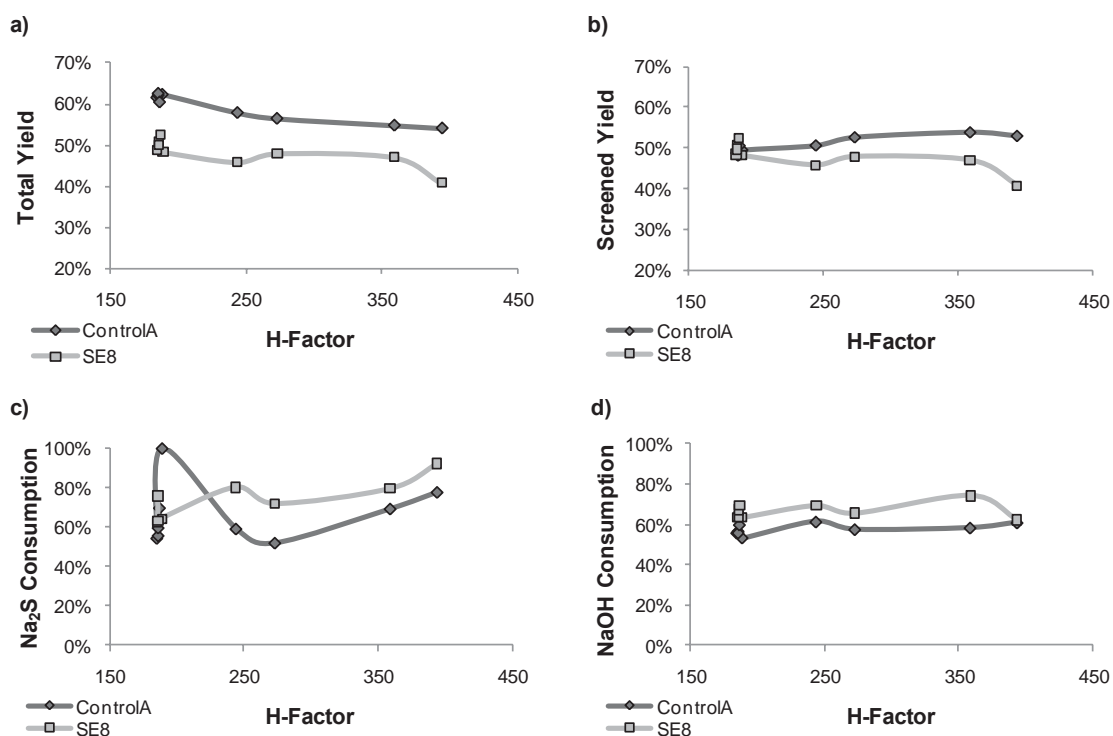 a)
70%
60%
50%
40%
30%
20%
Total Yield
150 250 350 450
H-Factor
ControlA
SE8
b)
70%
60%
50%
40%
30%
20%
Screened Yield
150 250 350 450
H-Factor
ControlA
SE8
c)
100%
80%
60%
40%
20%
0%
Na₂S Consumption
150 250 350 450
H-Factor
ControlA
SE8
d)
100%
80%
60%
40%
20%
0%
NaOH Consumption
150 250 350 450
H-Factor
ControlA
SE8